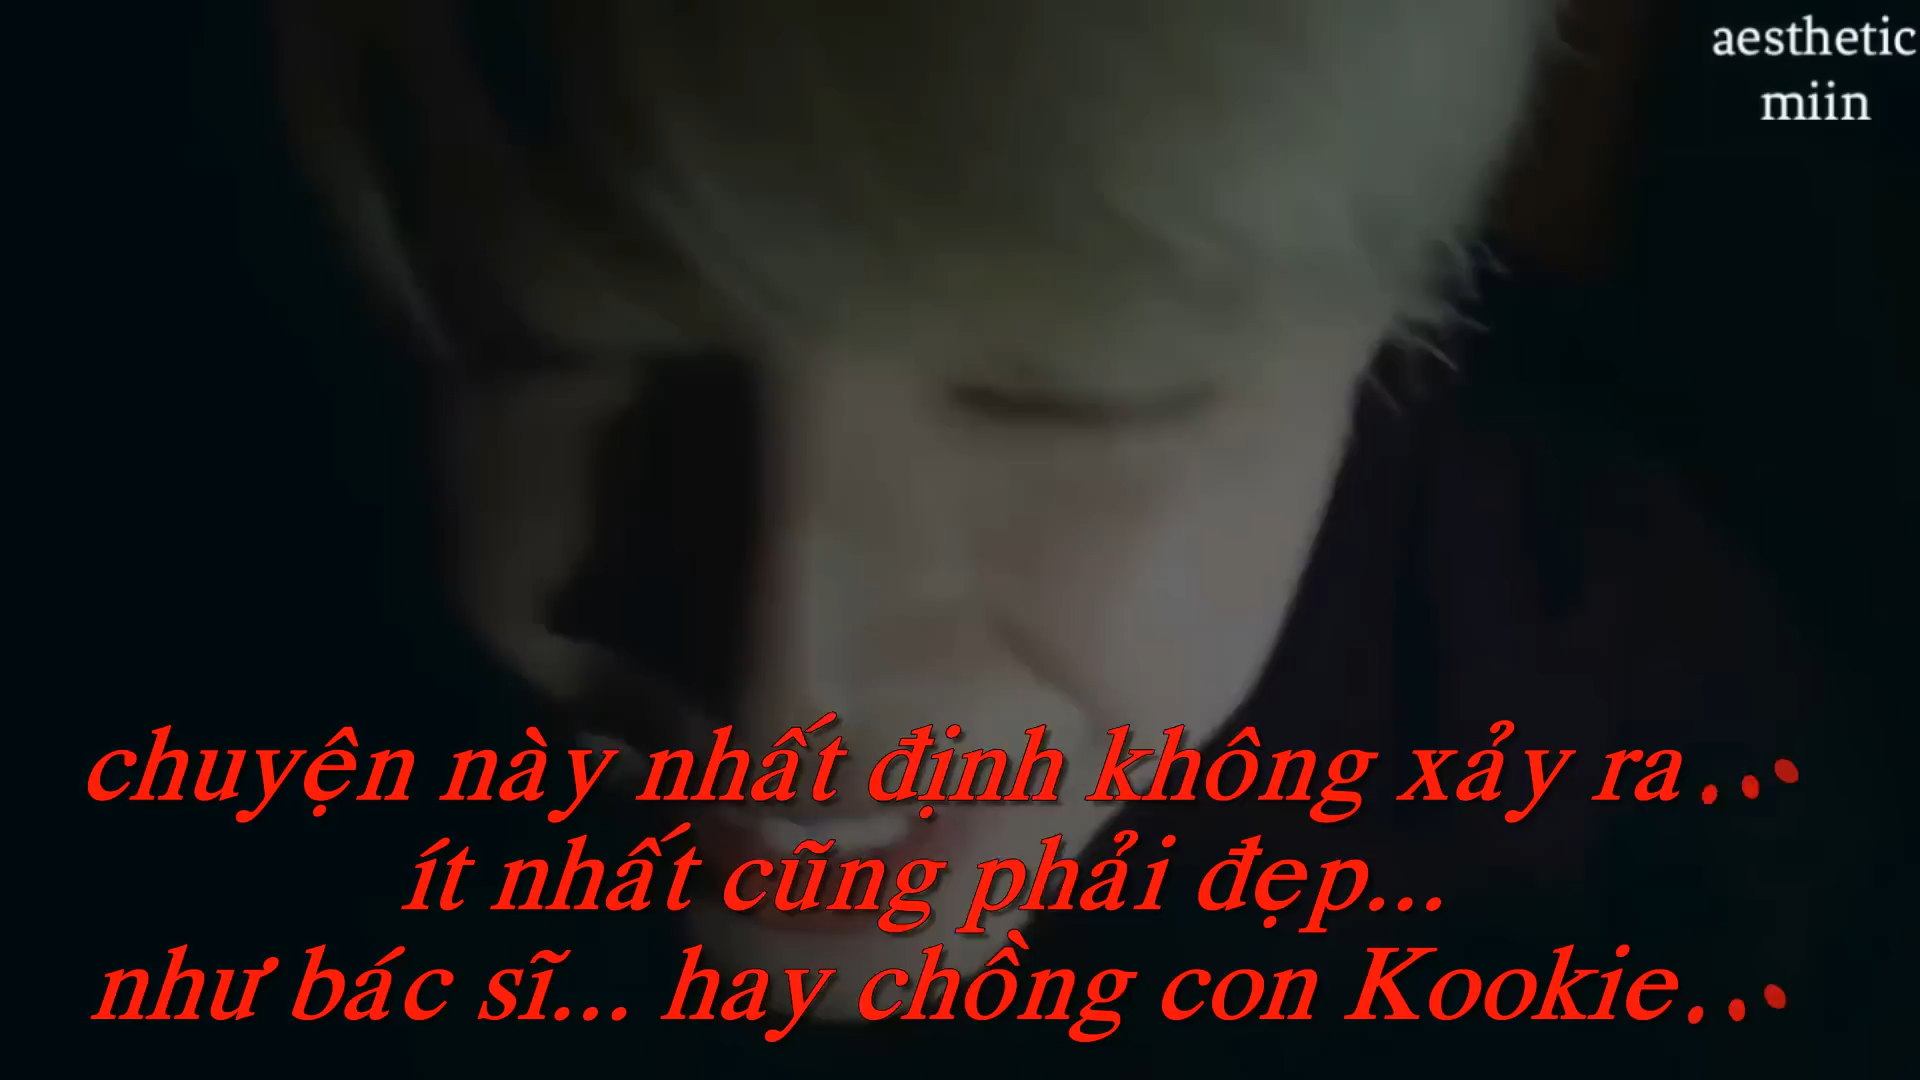 aesthetic
miin
chuyện này nhất định không xảy ra...
ít nhất cũng phải đẹp...
như bác sĩ... hay chồng con Kookie...